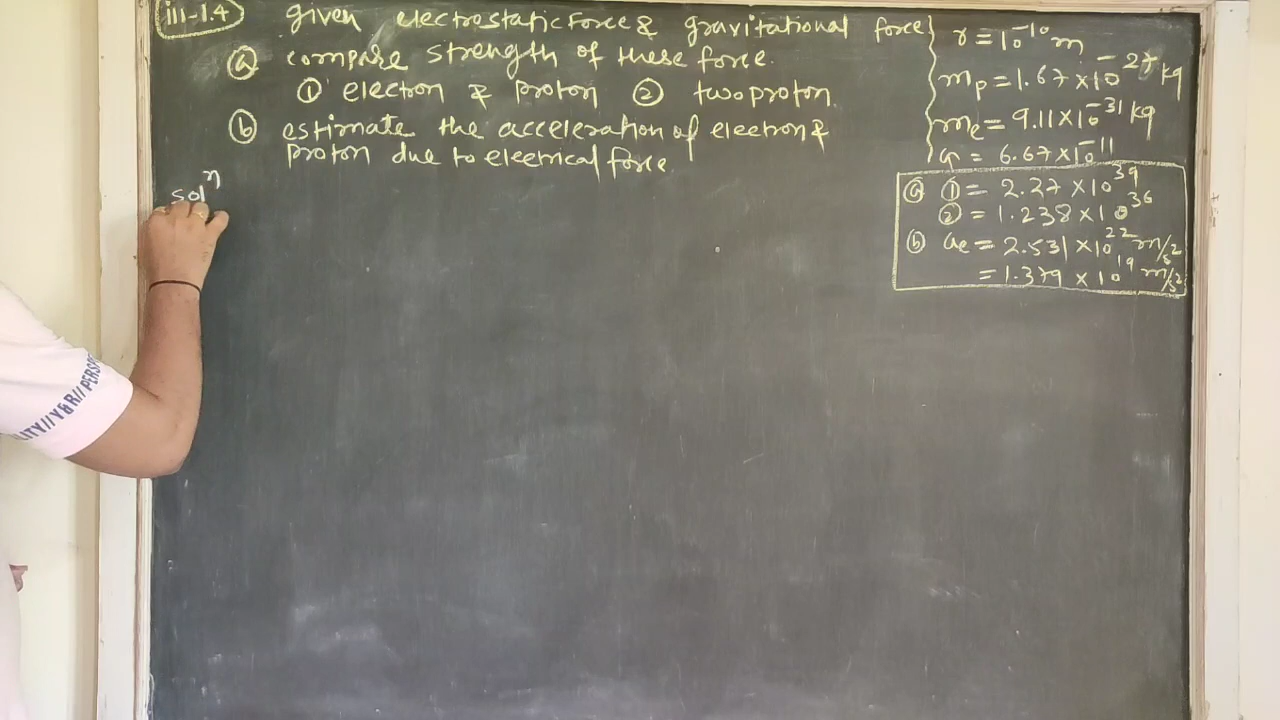 ill-1.4 given electrostatic force & gravitational force
ⓐ compare strength of these force.
① electron & proton ② two proton.
ⓑ estimate the acceleration of electron &
proton due to electrical force.
r = 10⁻¹⁰ m
mₚ = 1.67 × 10⁻²⁷ kg
mₑ = 9.11 × 10⁻³¹ kg
G = 6.67 × 10⁻¹¹
ⓐ ① = 2.27 × 10³⁹
② = 1.238 × 10³⁶
ⓑ aₑ = 2.531 × 10²² m/s²
= 1.379 × 10¹⁹ m/s²
solⁿ
LITY//Y&R//PERS